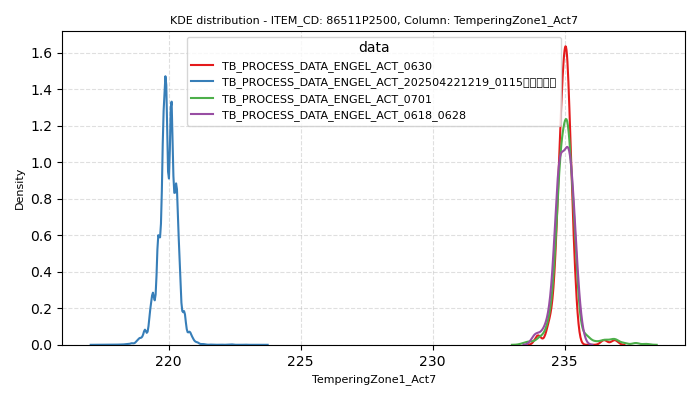 KDE distribution - ITEM_CD: 86511P2500, Column: TemperingZone1_Act7
data
TB_PROCESS_DATA_ENGEL_ACT_0630
TB_PROCESS_DATA_ENGEL_ACT_202504221219_0115
TB_PROCESS_DATA_ENGEL_ACT_0701
TB_PROCESS_DATA_ENGEL_ACT_0618_0628
1.6
1.4
1.2
1.0
0.8
0.6
0.4
0.2
0.0
Density
220
225
230
235
TemperingZone1_Act7